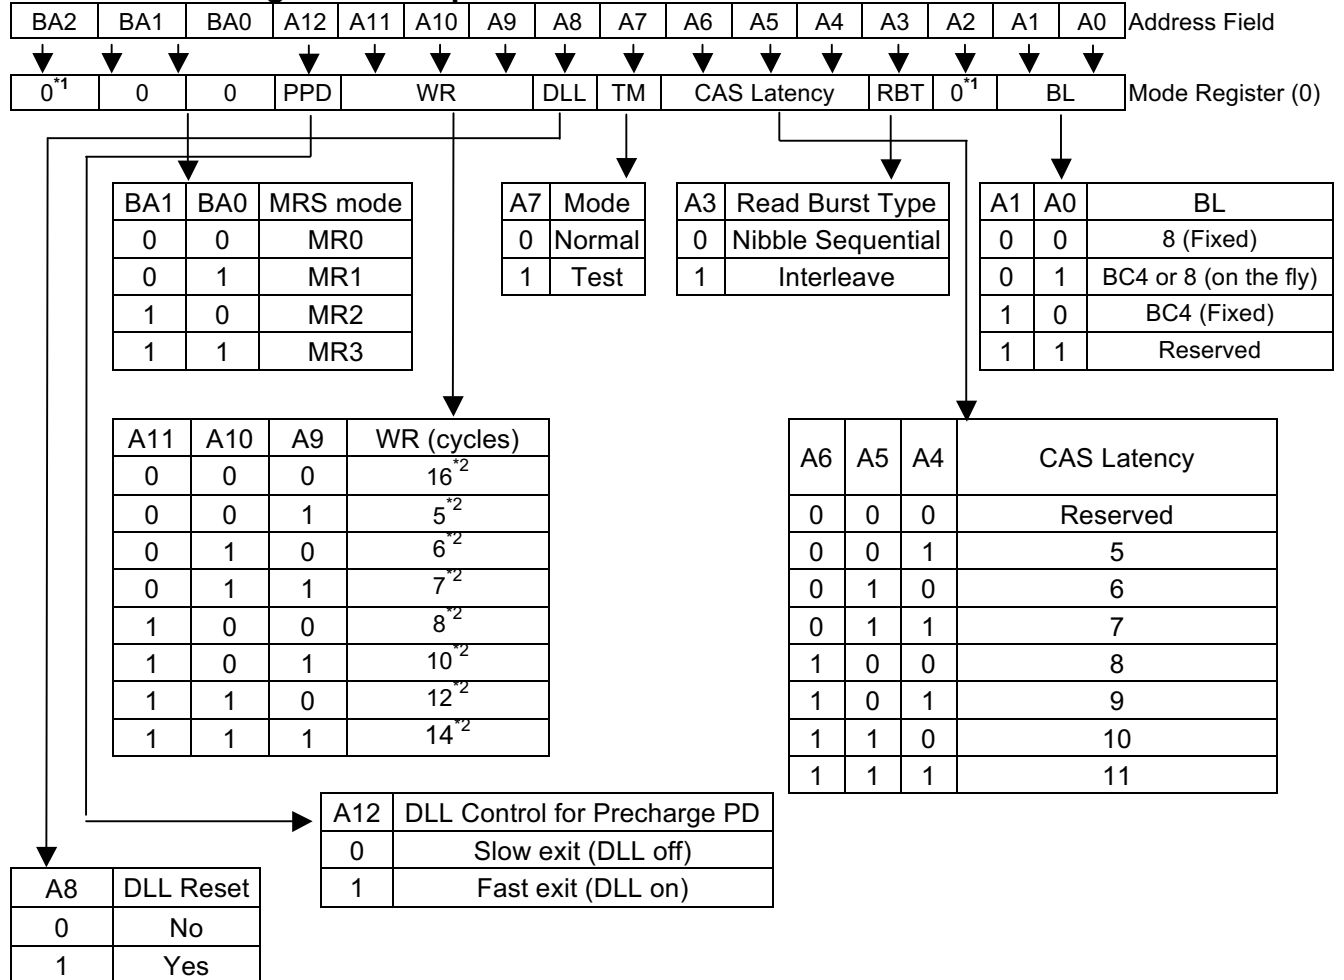 BA2 BA1 BA0 A12 A11 A10 A9 A8 A7 A6 A5 A4 A3 A2 A1 A0 Address Field
0*1 0 0 PPD WR DLL TM CAS Latency RBT 0*1 BL Mode Register (0)
BA1 BA0 MRS mode
0 0 MR0
0 1 MR1
1 0 MR2
1 1 MR3
A7 Mode
0 Normal
1 Test
A3 Read Burst Type
0 Nibble Sequential
1 Interleave
A1 A0 BL
0 0 8 (Fixed)
0 1 BC4 or 8 (on the fly)
1 0 BC4 (Fixed)
1 1 Reserved
A11 A10 A9 WR (cycles)
0 0 0 16*2
0 0 1 5*2
0 1 0 6*2
0 1 1 7*2
1 0 0 8*2
1 0 1 10*2
1 1 0 12*2
1 1 1 14*2
A6 A5 A4 CAS Latency
0 0 0 Reserved
0 0 1 5
0 1 0 6
0 1 1 7
1 0 0 8
1 0 1 9
1 1 0 10
1 1 1 11
A12 DLL Control for Precharge PD
0 Slow exit (DLL off)
1 Fast exit (DLL on)
A8 DLL Reset
0 No
1 Yes